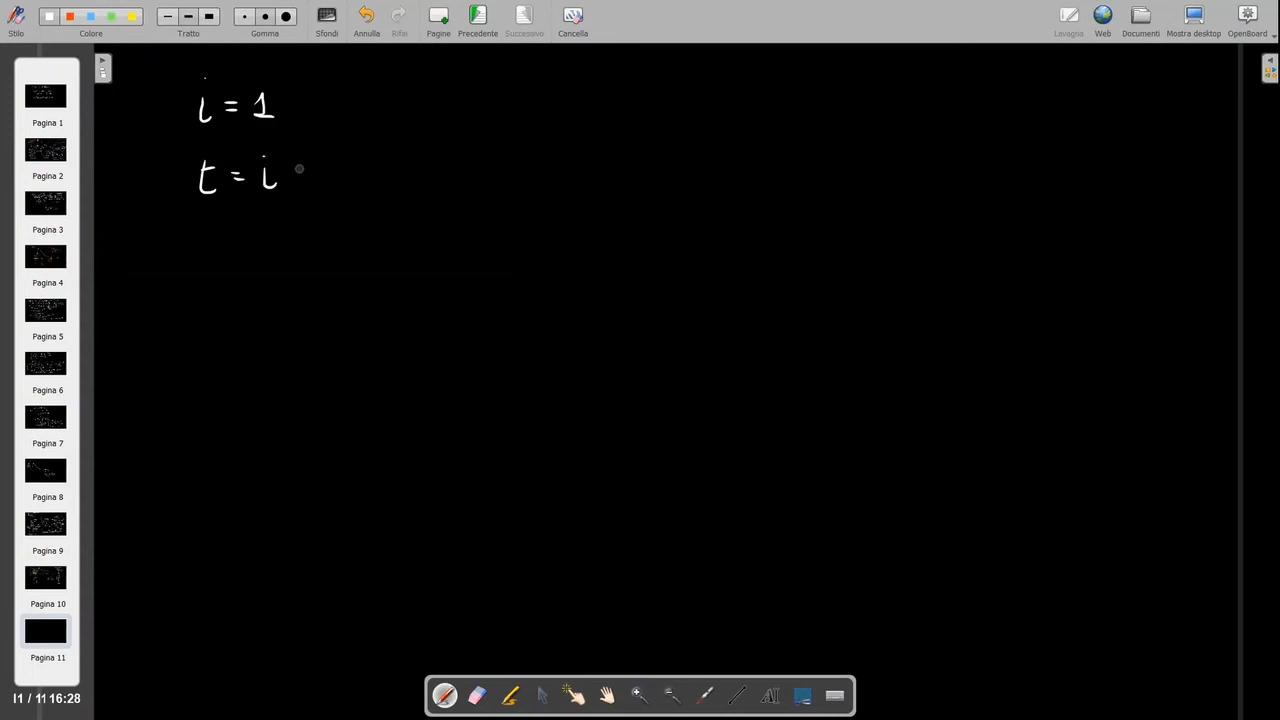 Stilo Colore Tratto Gomma Sfondi Annulla Rifai Pagine Precedente Successivo Cancella Lavagna Web Documenti Mostra desktop OpenBoard
i = 1
t = i
Pagina 1
Pagina 2
Pagina 3
Pagina 4
Pagina 5
Pagina 6
Pagina 7
Pagina 8
Pagina 9
Pagina 10
Pagina 11
11 / 11 16:28
AI